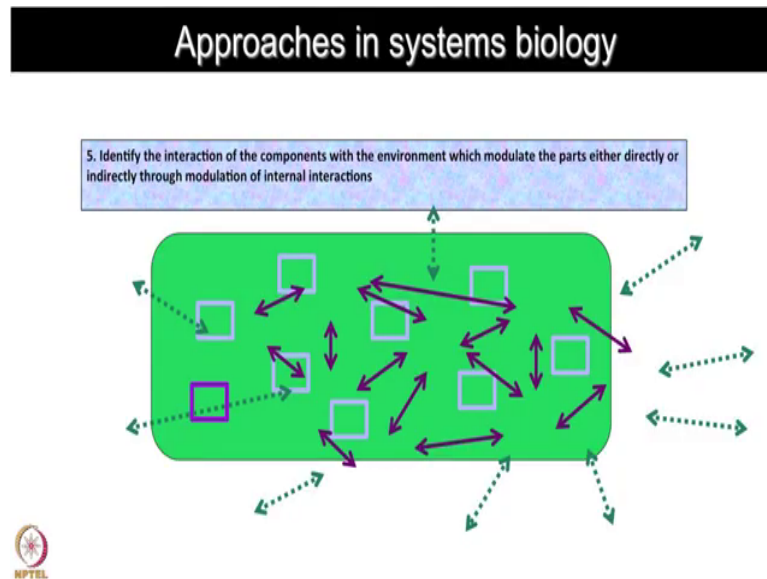 Approaches in systems biology
5. Identify the interaction of the components with the environment which modulate the parts either directly or
indirectly through modulation of internal interactions
NPTEL